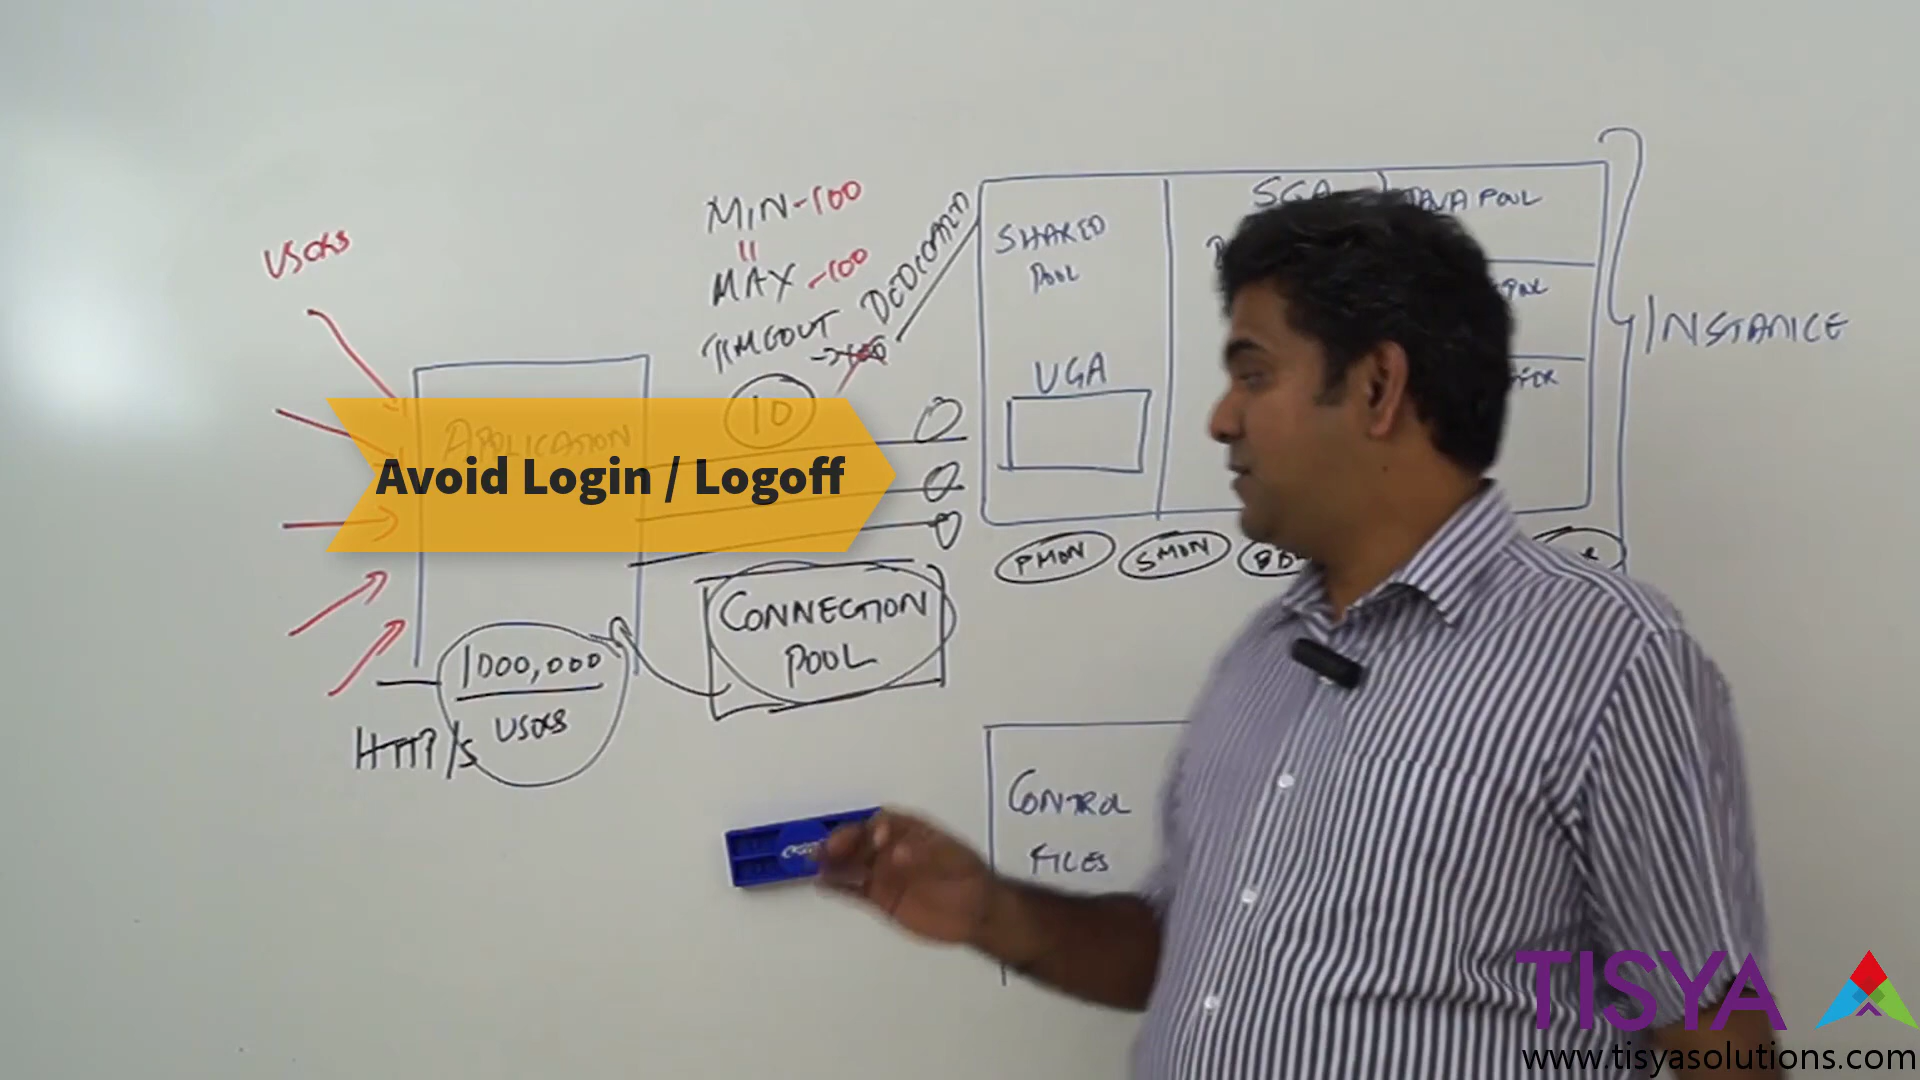 USERS
MIN-100
"
MAX -100
TIMEOUT
DEDICATED
10
APPLICATION
Avoid Login / Logoff
CONNECTION
POOL
1000,000
USERS
HTTP/S
SGA
JAVA POOL
SHARED
POOL
UGA
INSTANCE
PMON
SMON
CONTROL
FILES
TISYA
www.tisyasolutions.com